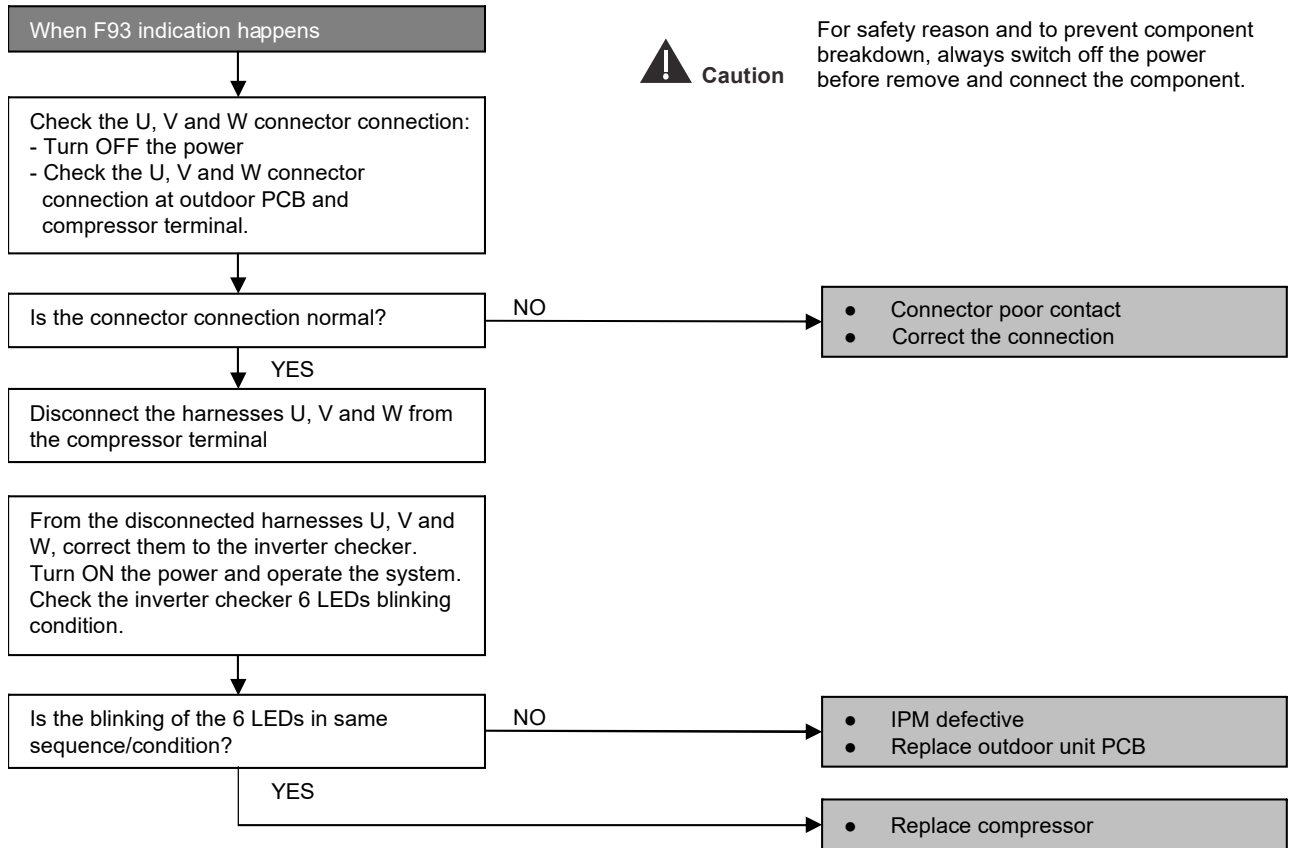 When F93 indication happens
Caution
For safety reason and to prevent component
breakdown, always switch off the power
before remove and connect the component.
Check the U, V and W connector connection:
- Turn OFF the power
- Check the U, V and W connector
connection at outdoor PCB and
compressor terminal.
Is the connector connection normal?
NO
● Connector poor contact
● Correct the connection
YES
Disconnect the harnesses U, V and W from
the compressor terminal
From the disconnected harnesses U, V and
W, correct them to the inverter checker.
Turn ON the power and operate the system.
Check the inverter checker 6 LEDs blinking
condition.
Is the blinking of the 6 LEDs in same
sequence/condition?
NO
● IPM defective
● Replace outdoor unit PCB
YES
● Replace compressor